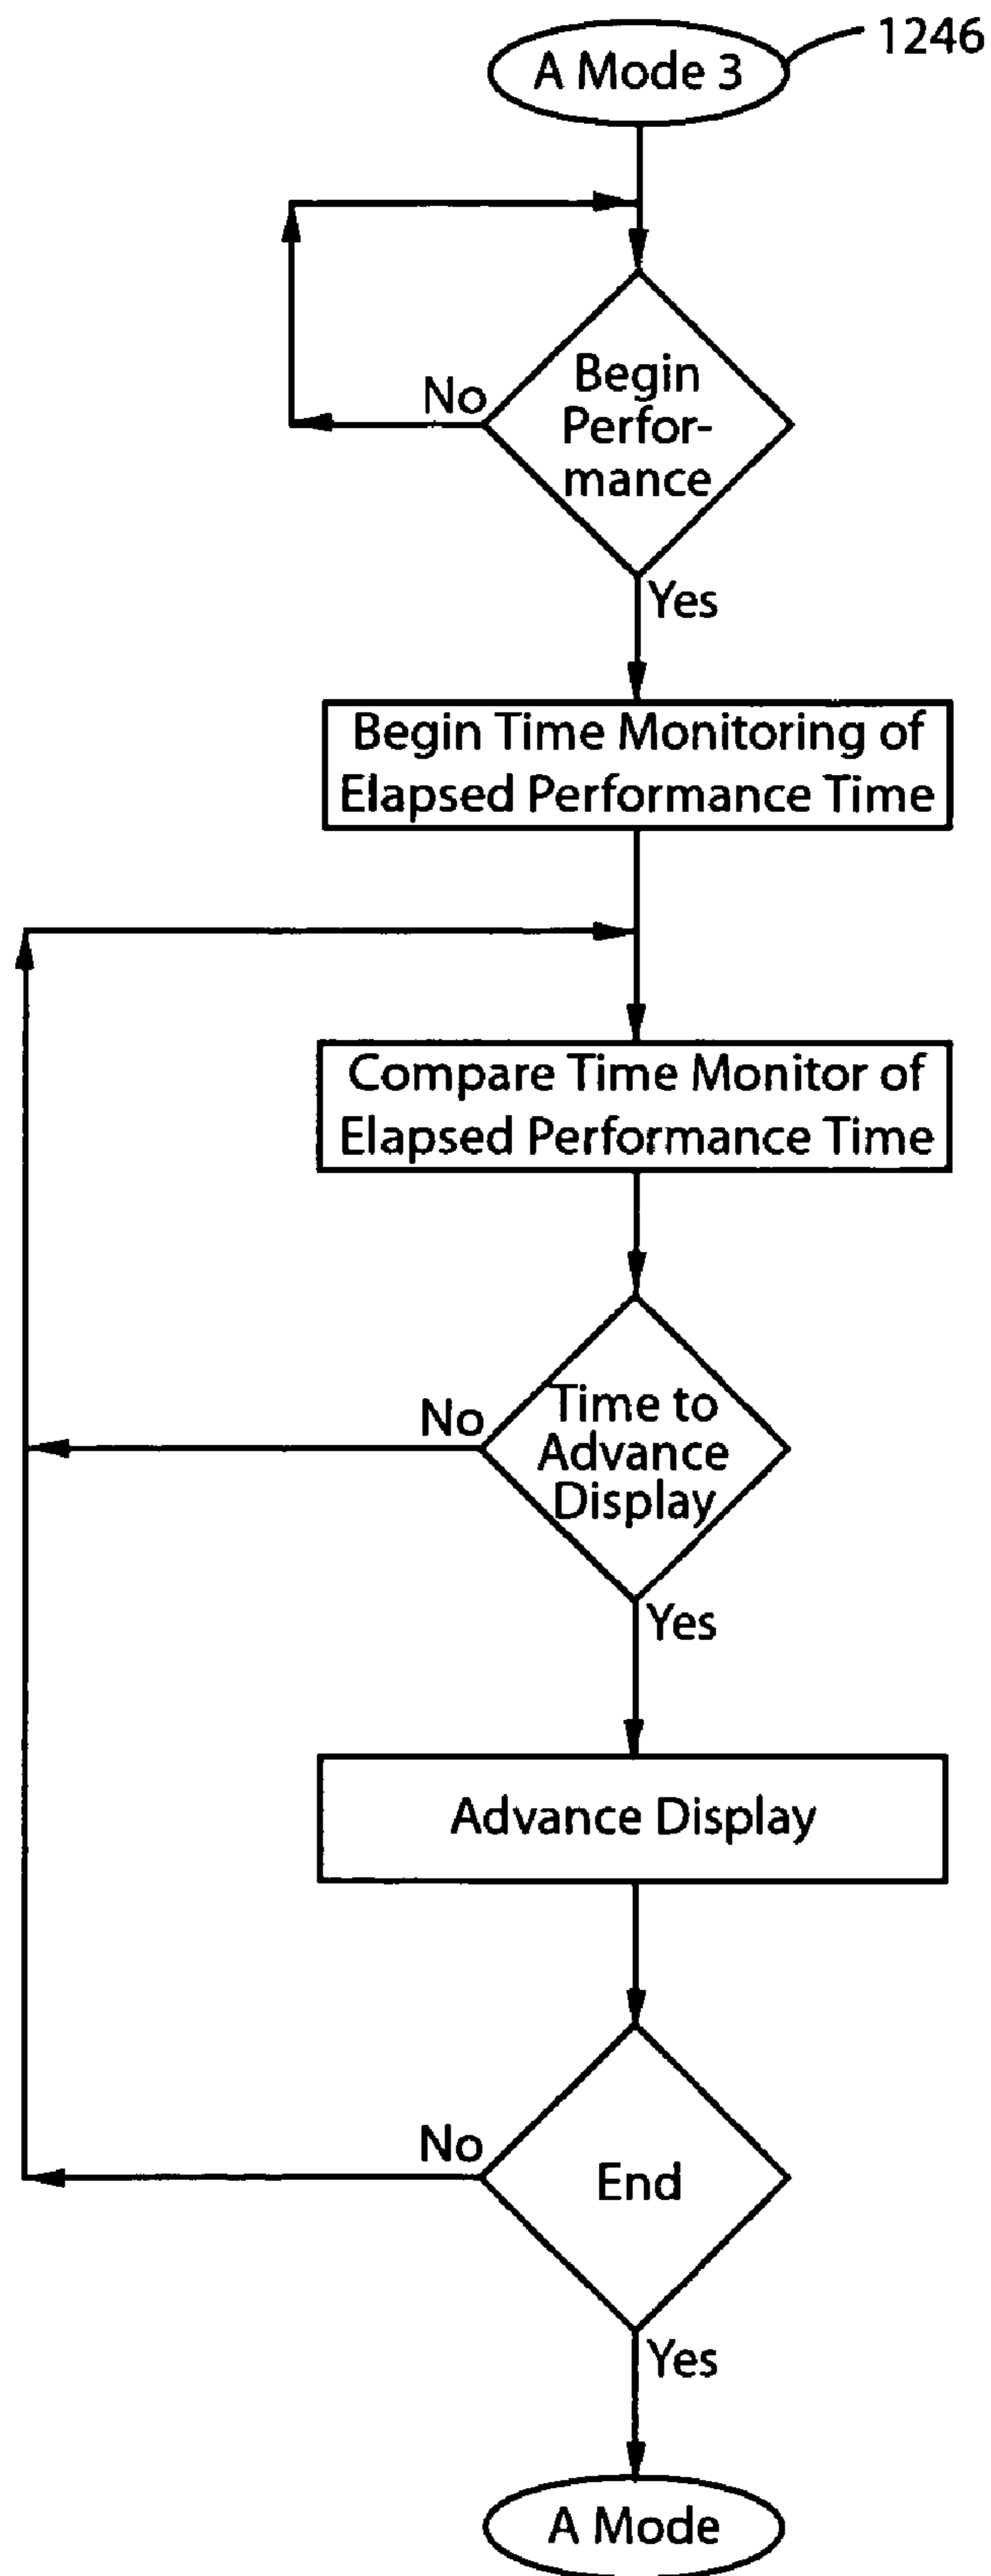 A Mode 3
1246
Begin
Perfor-
mance
No
Yes
Begin Time Monitoring of
Elapsed Performance Time
Compare Time Monitor of
Elapsed Performance Time
Time to
Advance
Display
No
Yes
Advance Display
End
No
Yes
A Mode